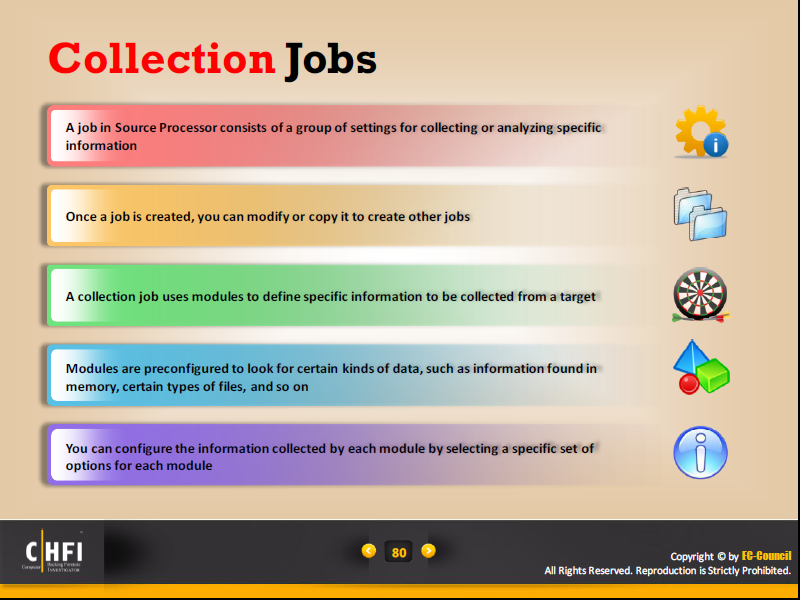 Collection Jobs
A job in Source Processor consists of a group of settings for collecting or analyzing specific
information
Once a job is created, you can modify or copy it to create other jobs
A collection job uses modules to define specific information to be collected from a target
Modules are preconfigured to look for certain kinds of data, such as information found in
memory, certain types of files, and so on
You can configure the information collected by each module by selecting a specific set of
options for each module
CHFI
Computer Hacking Forensic
INVESTIGATOR
80
Copyright © by EC-Council
All Rights Reserved. Reproduction is Strictly Prohibited.